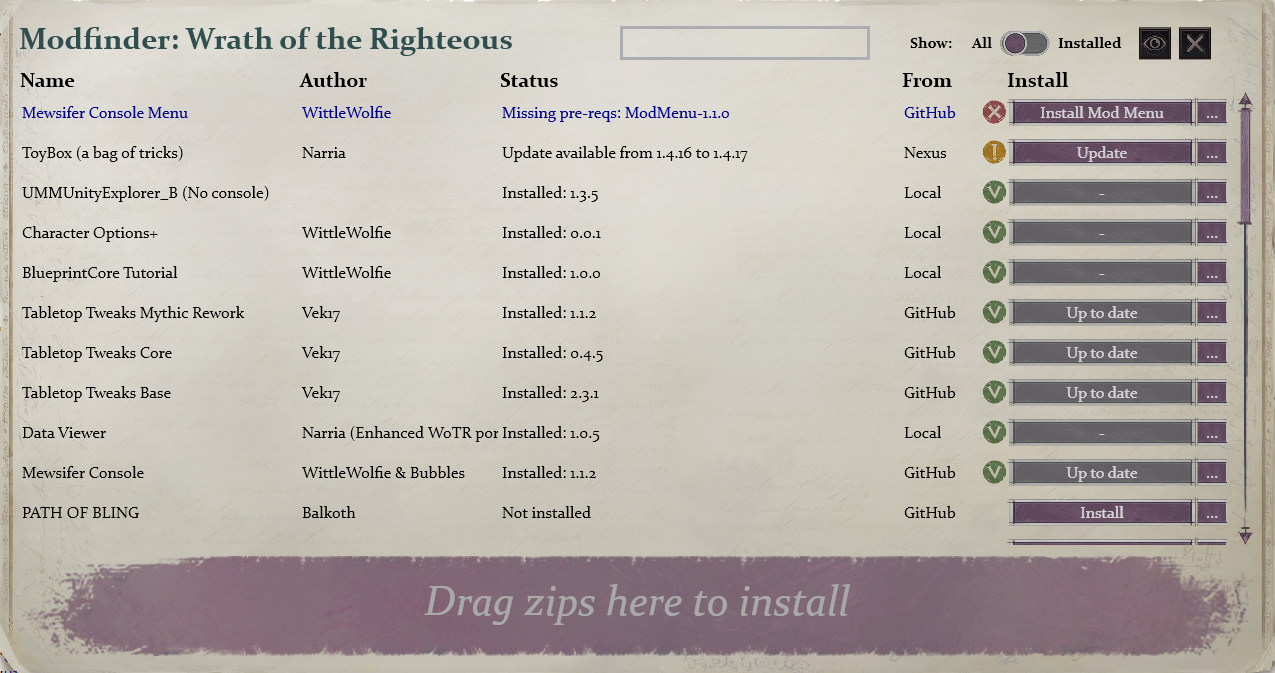 Modfinder: Wrath of the Righteous Show: All Installed
Name Author Status From Install
Mewsifer Console Menu WittleWolfie Missing pre-reqs: ModMenu-1.1.0 GitHub Install Mod Menu ...
ToyBox (a bag of tricks) Narria Update available from 1.4.16 to 1.4.17 Nexus Update ...
UMMUnityExplorer_B (No console) Installed: 1.3.5 Local - ...
Character Options+ WittleWolfie Installed: 0.0.1 Local - ...
BlueprintCore Tutorial WittleWolfie Installed: 1.0.0 Local - ...
Tabletop Tweaks Mythic Rework Vek17 Installed: 1.1.2 GitHub Up to date ...
Tabletop Tweaks Core Vek17 Installed: 0.4.5 GitHub Up to date ...
Tabletop Tweaks Base Vek17 Installed: 2.3.1 GitHub Up to date ...
Data Viewer Narria (Enhanced WoTR por Installed: 1.0.5 Local - ...
Mewsifer Console WittleWolfie & Bubbles Installed: 1.1.2 GitHub Up to date ...
PATH OF BLING Balkoth Not installed GitHub Install ...
Drag zips here to install